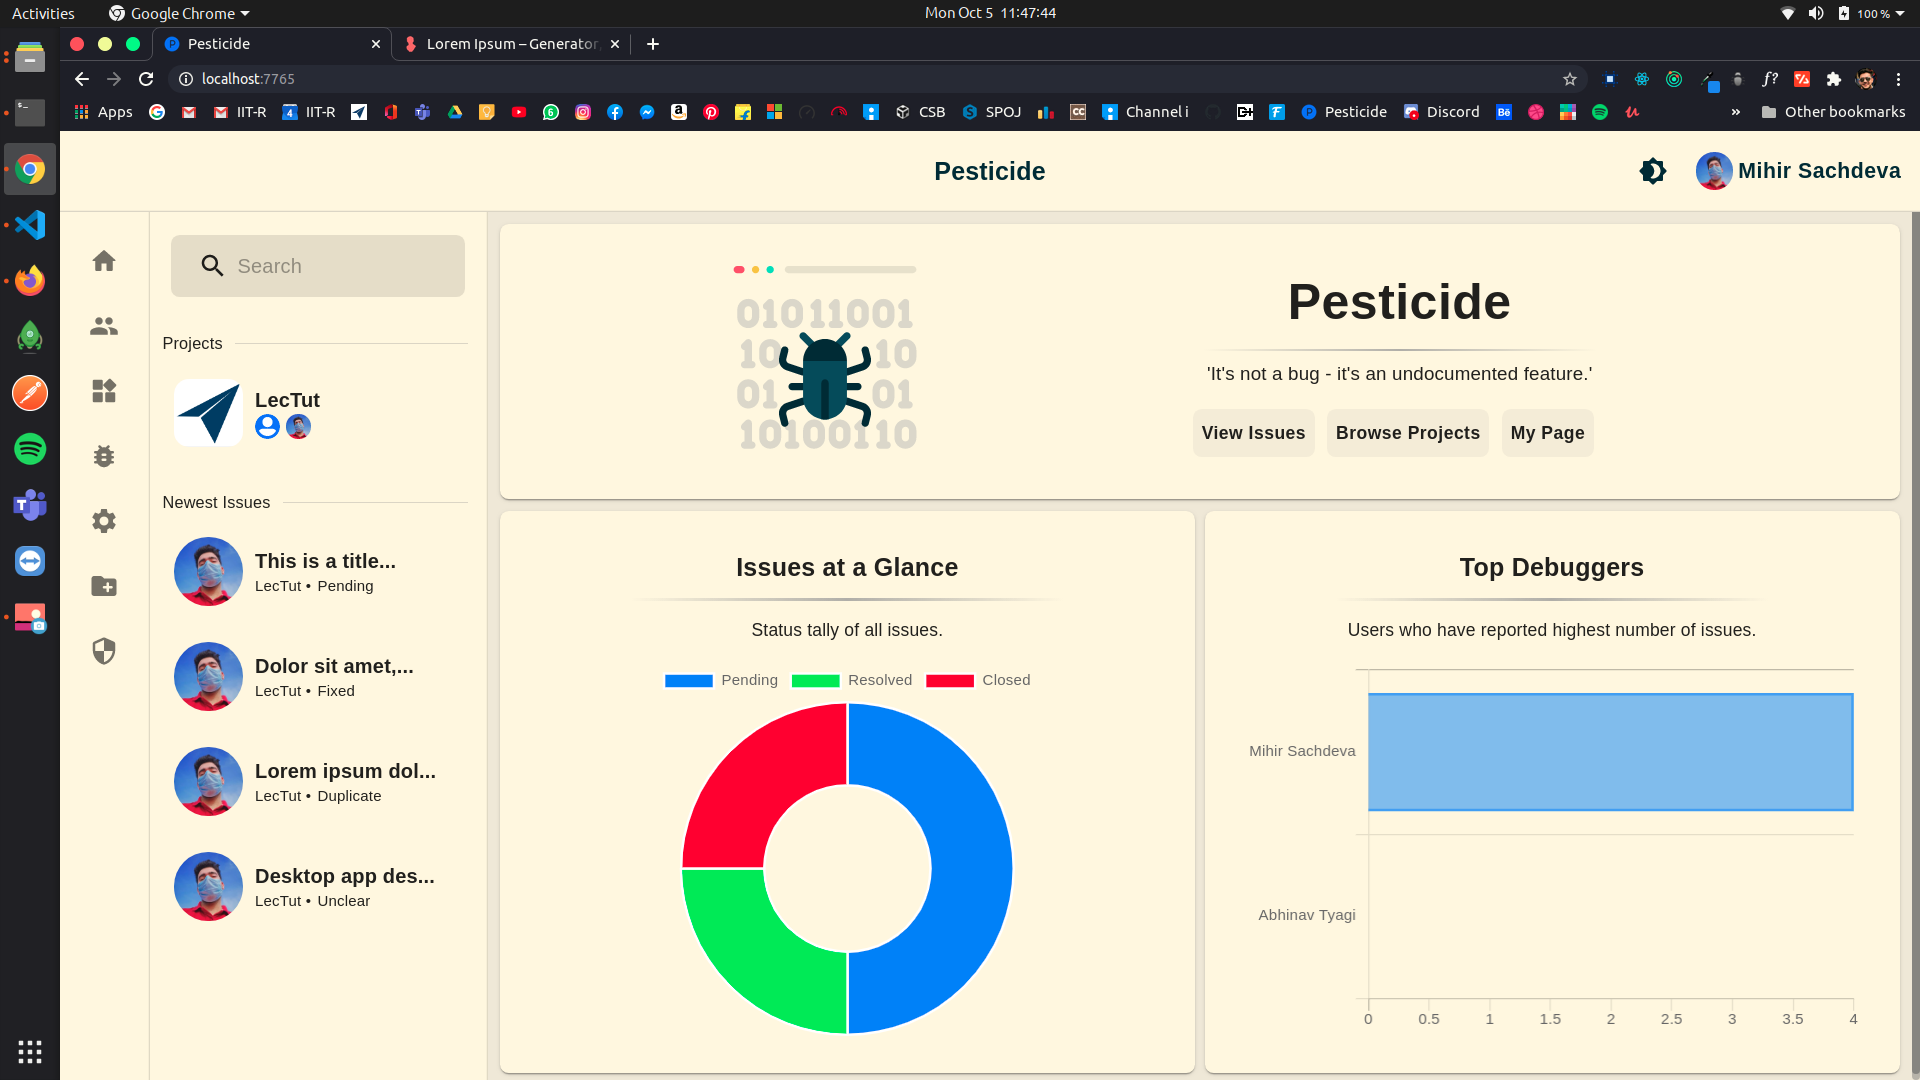 Activities
Google Chrome
Mon Oct 5 11:47:44
100 %
Pesticide
Lorem Ipsum – Generator,
localhost:7765
f?
Apps
IIT-R
4
IIT-R
6
CSB
SPOJ
CC
Channel i
Pesticide
Discord
Bē
»
Other bookmarks
Pesticide
Mihir Sachdeva
Search
Projects
LecTut
Newest Issues
This is a title...
LecTut • Pending
Dolor sit amet,...
LecTut • Fixed
Lorem ipsum dol...
LecTut • Duplicate
Desktop app des...
LecTut • Unclear
01011001
10 10
01 01
10100110
Pesticide
'It's not a bug - it's an undocumented feature.'
View Issues
Browse Projects
My Page
Issues at a Glance
Status tally of all issues.
Pending
Resolved
Closed
Top Debuggers
Users who have reported highest number of issues.
Mihir Sachdeva
Abhinav Tyagi
0 0.5 1 1.5 2 2.5 3 3.5 4